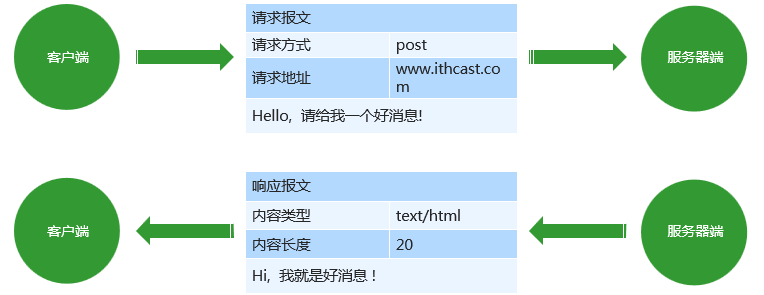 客户端
请求报文
请求方式 post
请求地址 www.ithcast.co
m
Hello, 请给我一个好消息!
服务器端
客户端
响应报文
内容类型 text/html
内容长度 20
Hi, 我就是好消息！
服务器端